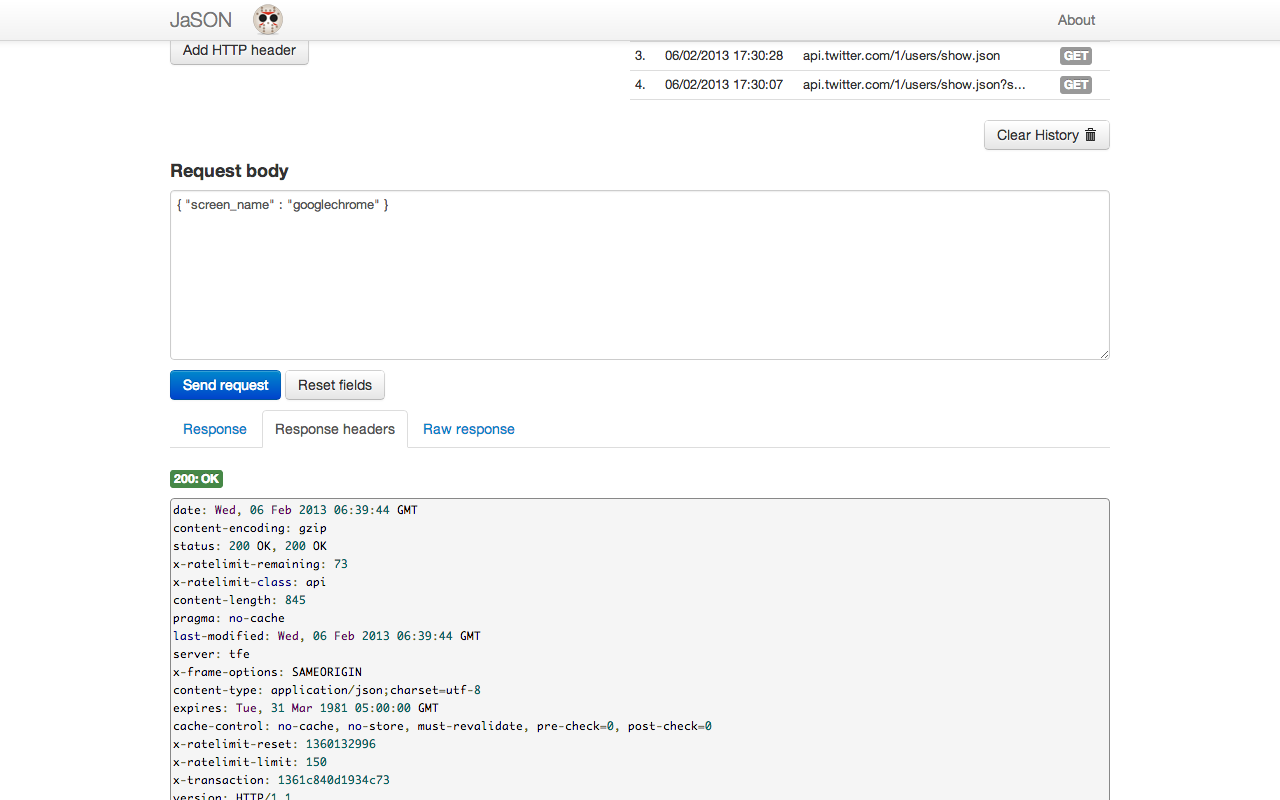 JaSON About
Add HTTP header
3. 06/02/2013 17:30:28 api.twitter.com/1/users/show.json GET
4. 06/02/2013 17:30:07 api.twitter.com/1/users/show.json?s... GET
Clear History
Request body
{ "screen_name" : "googlechrome" }
Send request Reset fields
Response Response headers Raw response
200: OK
date: Wed, 06 Feb 2013 06:39:44 GMT
content-encoding: gzip
status: 200 OK, 200 OK
x-ratelimit-remaining: 73
x-ratelimit-class: api
content-length: 845
pragma: no-cache
last-modified: Wed, 06 Feb 2013 06:39:44 GMT
server: tfe
x-frame-options: SAMEORIGIN
content-type: application/json;charset=utf-8
expires: Tue, 31 Mar 1981 05:00:00 GMT
cache-control: no-cache, no-store, must-revalidate, pre-check=0, post-check=0
x-ratelimit-reset: 1360132996
x-ratelimit-limit: 150
x-transaction: 1361c840d1934c73
version: HTTP/1.1